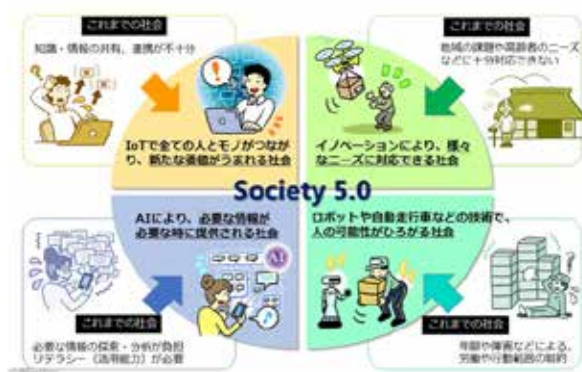 これまでの社会
知識・情報の共有、連携が不十分
IoTで全ての人とモノがつなが
り、新たな価値がうまれる社会
これまでの社会
地域の課題や高齢者のニーズ
などに十分対応できない
イノベーションにより、様々
なニーズに対応できる社会
Society 5.0
AIにより、必要な情報が
必要な時に提供される社会
AI
これまでの社会
必要な情報の探索・分析が負担
リテラシー（活用能力）が必要
ロボットや自動走行車などの技術で、
人の可能性がひろがる社会
これまでの社会
年齢や障害などによる、
労働や行動範囲の制約